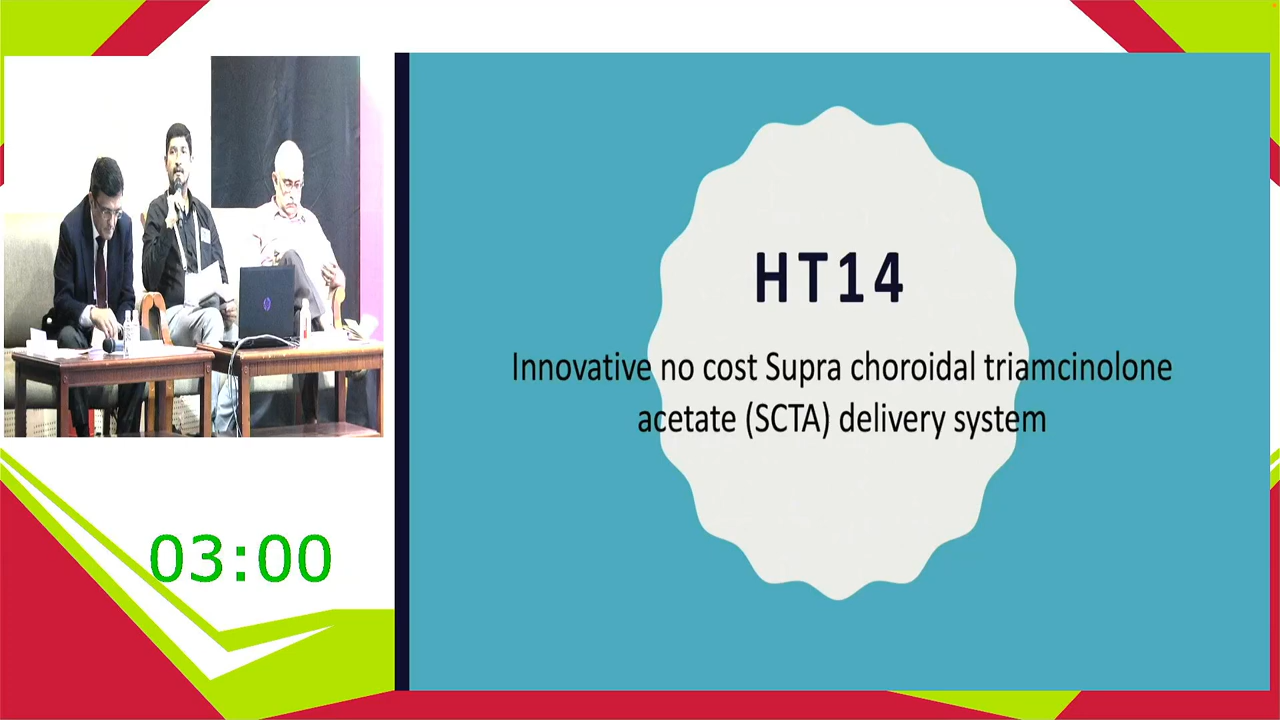 HT14
Innovative no cost Supra choroidal triamcinolone
acetate (SCTA) delivery system
03:00